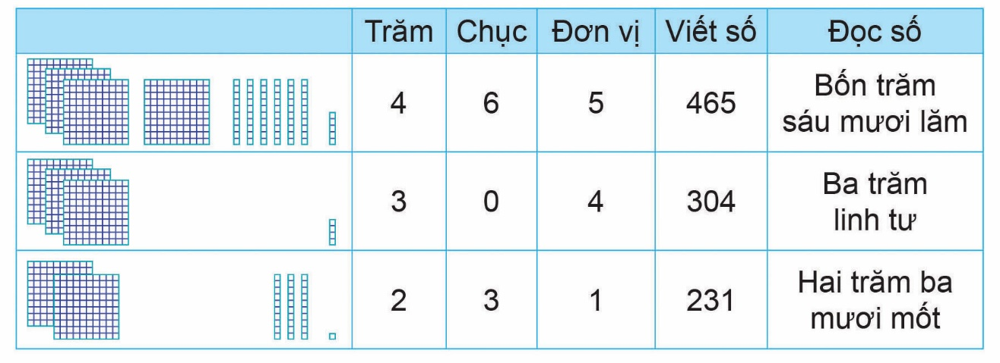 Trăm Chục Đơn vị Viết số Đọc số
4 6 5 465 Bốn trăm
sáu mươi lăm
3 0 4 304 Ba trăm
linh tư
2 3 1 231 Hai trăm ba
mươi mốt